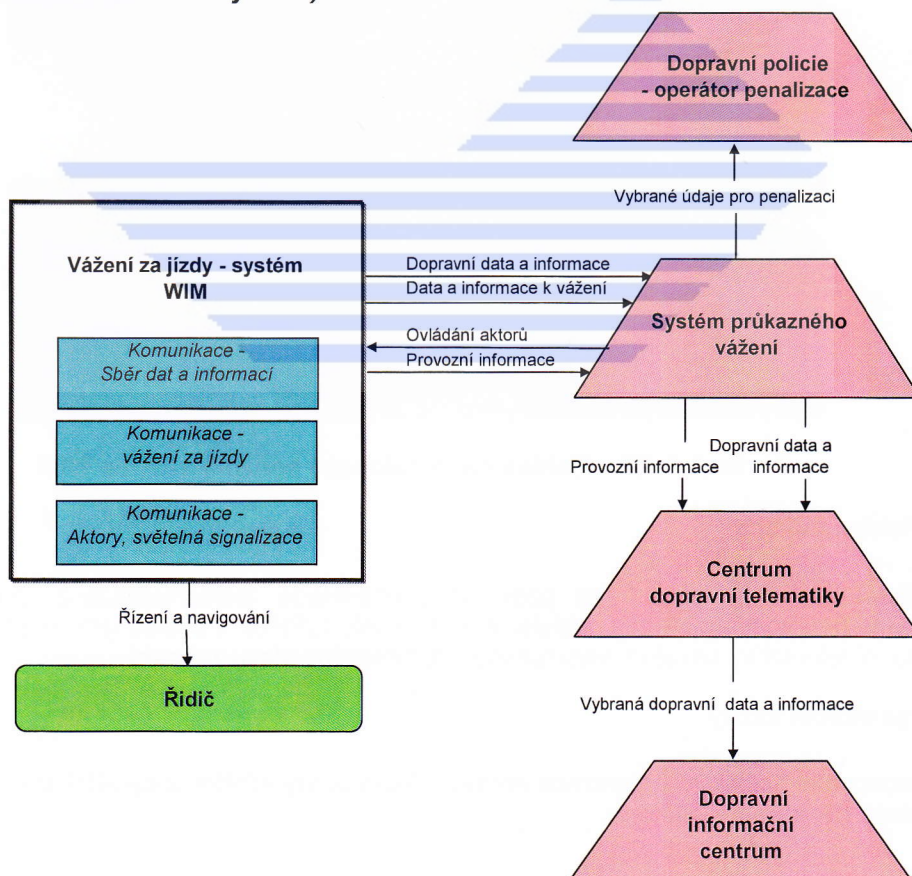 Dopravní policie
- operátor penalizace
Vybrané údaje pro penalizaci
Vážení za jízdy - systém
WIM
Komunikace -
Sběr dat a informací
Komunikace -
vážení za jízdy
Komunikace -
Aktory, světelná signalizace
Dopravní data a informace
Data a informace k vážení
Ovládání aktorů
Provozní informace
Systém průkazného
vážení
Provozní informace
Dopravní data a
informace
Centrum
dopravní telematiky
Řízení a navigování
Řidič
Vybraná dopravní data a informace
Dopravní
informační
centrum